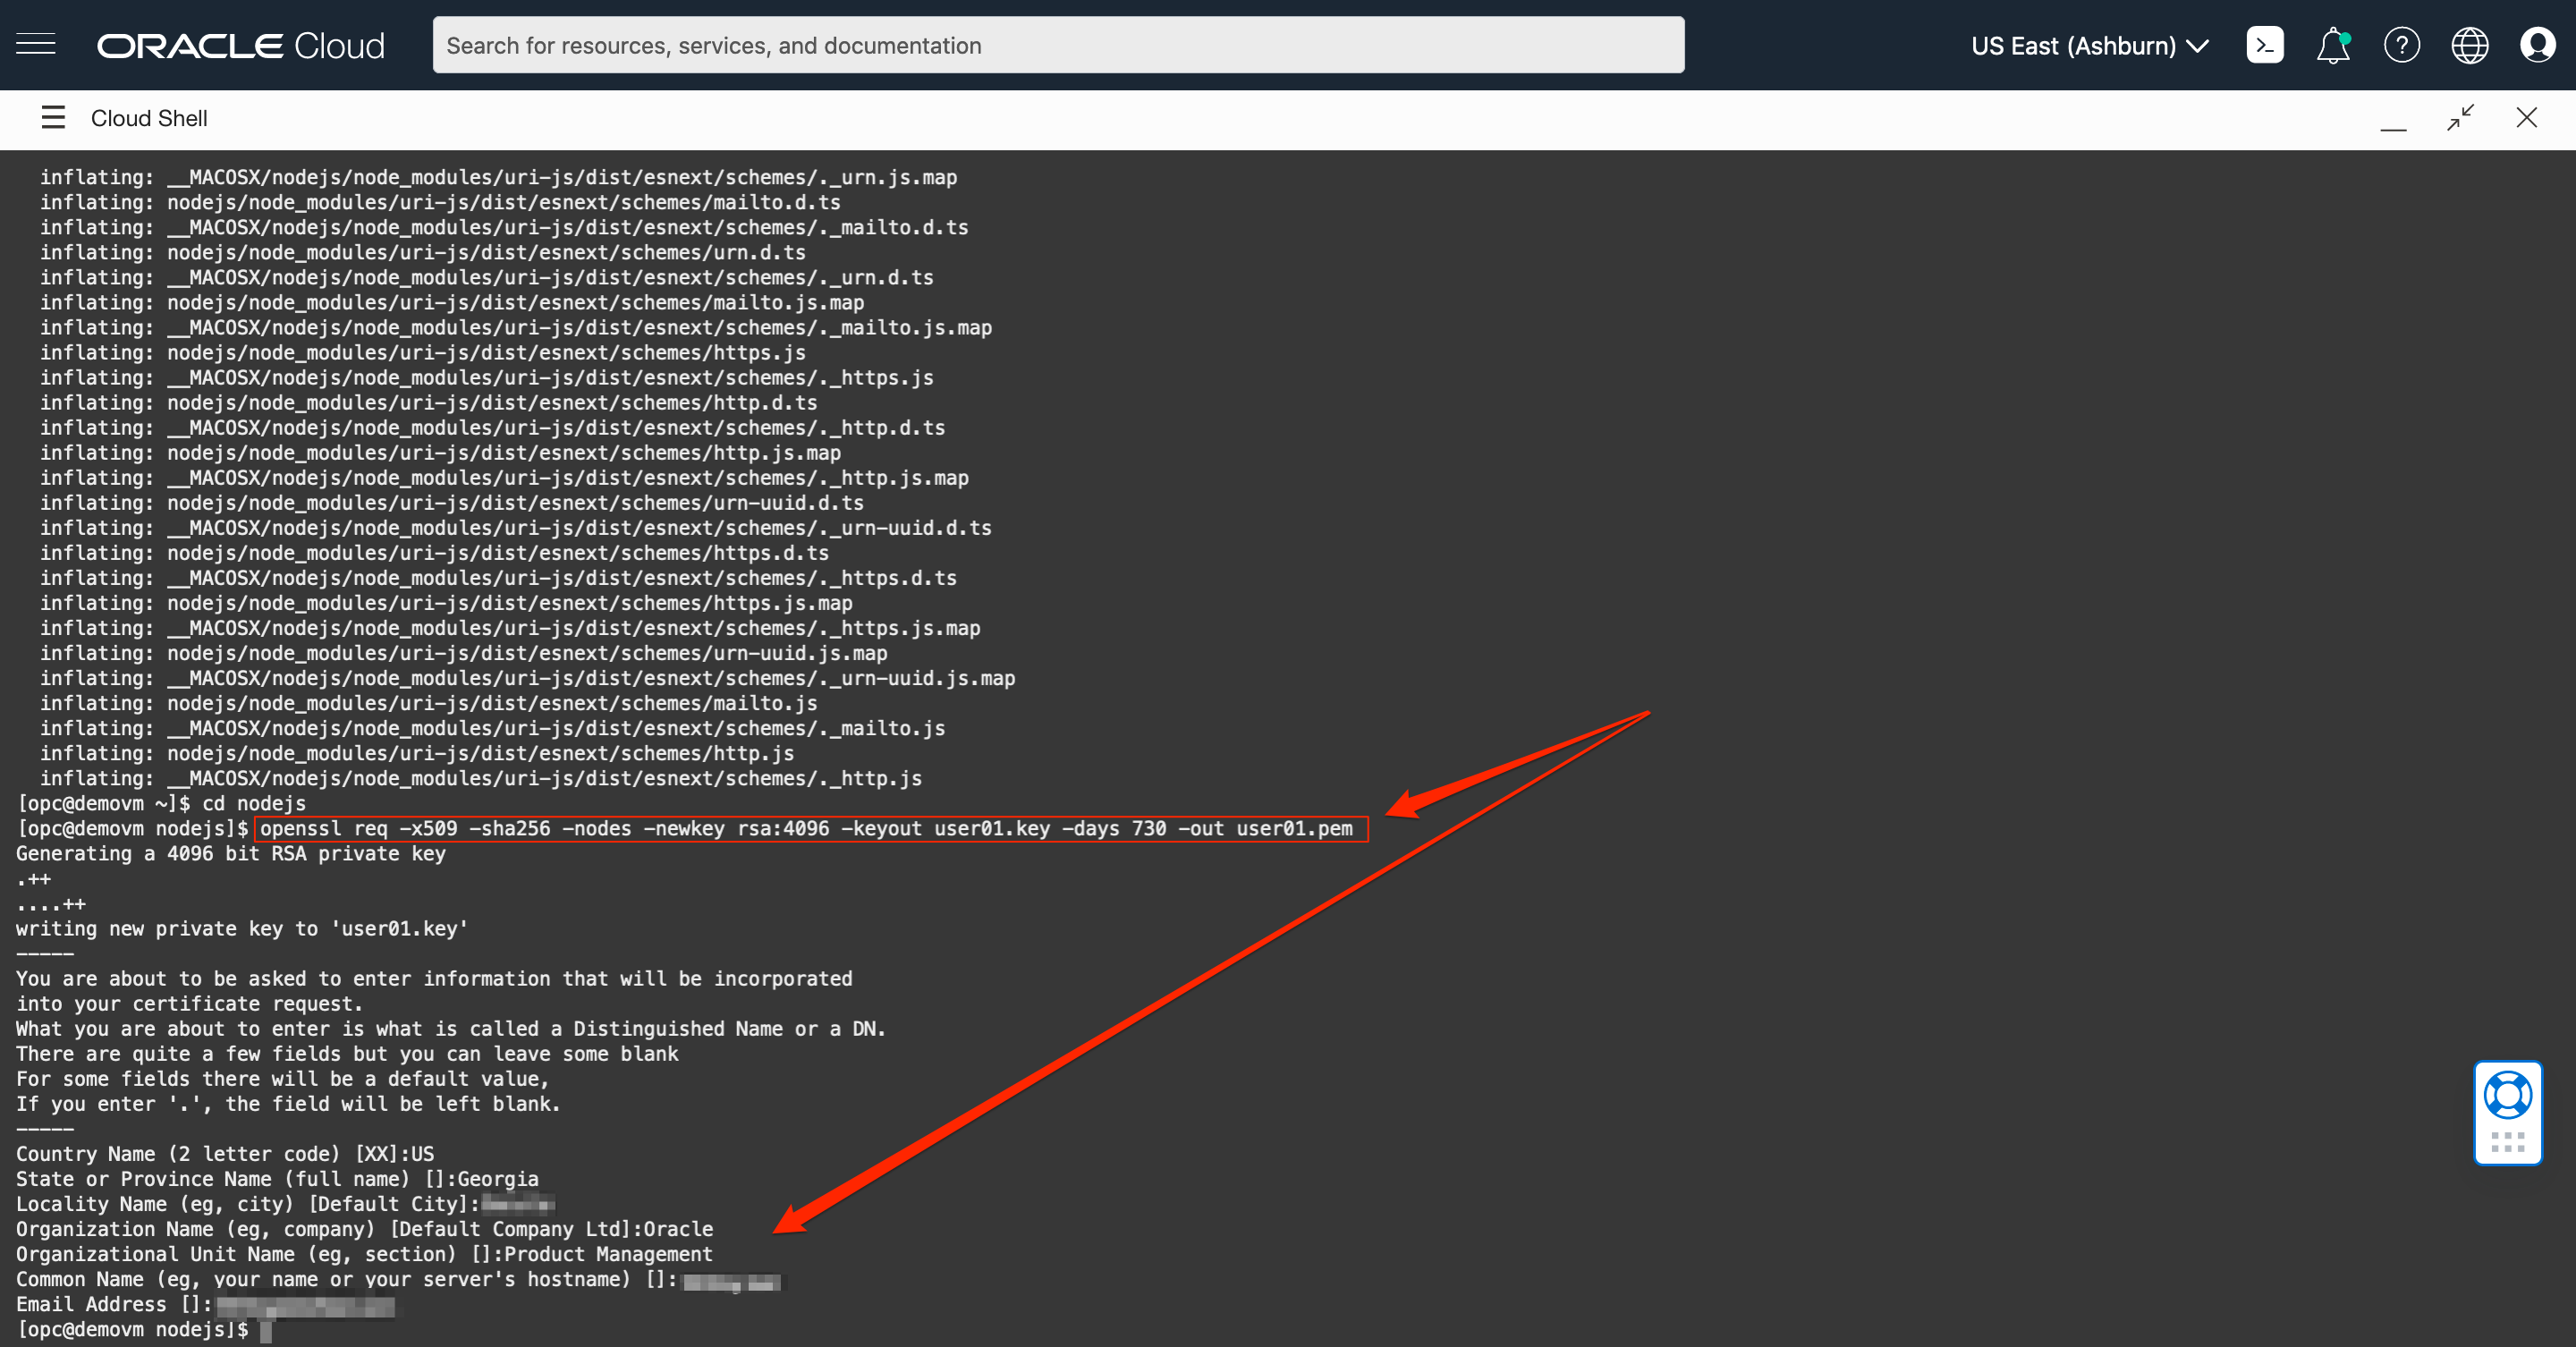 ORACLE Cloud
Search for resources, services, and documentation
US East (Ashburn)
Cloud Shell
inflating: __MACOSX/nodejs/node_modules/uri-js/dist/esnext/schemes/._urn.js.map
inflating: nodejs/node_modules/uri-js/dist/esnext/schemes/mailto.d.ts
inflating: __MACOSX/nodejs/node_modules/uri-js/dist/esnext/schemes/._mailto.d.ts
inflating: nodejs/node_modules/uri-js/dist/esnext/schemes/urn.d.ts
inflating: __MACOSX/nodejs/node_modules/uri-js/dist/esnext/schemes/._urn.d.ts
inflating: nodejs/node_modules/uri-js/dist/esnext/schemes/mailto.js.map
inflating: __MACOSX/nodejs/node_modules/uri-js/dist/esnext/schemes/._mailto.js.map
inflating: nodejs/node_modules/uri-js/dist/esnext/schemes/https.js
inflating: __MACOSX/nodejs/node_modules/uri-js/dist/esnext/schemes/._https.js
inflating: nodejs/node_modules/uri-js/dist/esnext/schemes/http.d.ts
inflating: __MACOSX/nodejs/node_modules/uri-js/dist/esnext/schemes/._http.d.ts
inflating: nodejs/node_modules/uri-js/dist/esnext/schemes/http.js.map
inflating: __MACOSX/nodejs/node_modules/uri-js/dist/esnext/schemes/._http.js.map
inflating: nodejs/node_modules/uri-js/dist/esnext/schemes/urn-uuid.d.ts
inflating: __MACOSX/nodejs/node_modules/uri-js/dist/esnext/schemes/._urn-uuid.d.ts
inflating: nodejs/node_modules/uri-js/dist/esnext/schemes/https.d.ts
inflating: __MACOSX/nodejs/node_modules/uri-js/dist/esnext/schemes/._https.d.ts
inflating: nodejs/node_modules/uri-js/dist/esnext/schemes/https.js.map
inflating: __MACOSX/nodejs/node_modules/uri-js/dist/esnext/schemes/._https.js.map
inflating: nodejs/node_modules/uri-js/dist/esnext/schemes/urn-uuid.js.map
inflating: __MACOSX/nodejs/node_modules/uri-js/dist/esnext/schemes/._urn-uuid.js.map
inflating: nodejs/node_modules/uri-js/dist/esnext/schemes/mailto.js
inflating: __MACOSX/nodejs/node_modules/uri-js/dist/esnext/schemes/._mailto.js
inflating: nodejs/node_modules/uri-js/dist/esnext/schemes/http.js
inflating: __MACOSX/nodejs/node_modules/uri-js/dist/esnext/schemes/._http.js
[opc@demovm ~]$ cd nodejs
[opc@demovm nodejs]$ openssl req -x509 -sha256 -nodes -newkey rsa:4096 -keyout user01.key -days 730 -out user01.pem
Generating a 4096 bit RSA private key
.++
....++
writing new private key to 'user01.key'
-----
You are about to be asked to enter information that will be incorporated
into your certificate request.
What you are about to enter is what is called a Distinguished Name or a DN.
There are quite a few fields but you can leave some blank
For some fields there will be a default value,
If you enter '.', the field will be left blank.
-----
Country Name (2 letter code) [XX]:US
State or Province Name (full name) []:Georgia
Locality Name (eg, city) [Default City]:
Organization Name (eg, company) [Default Company Ltd]:Oracle
Organizational Unit Name (eg, section) []:Product Management
Common Name (eg, your name or your server's hostname) []:
Email Address []:
[opc@demovm nodejs]$